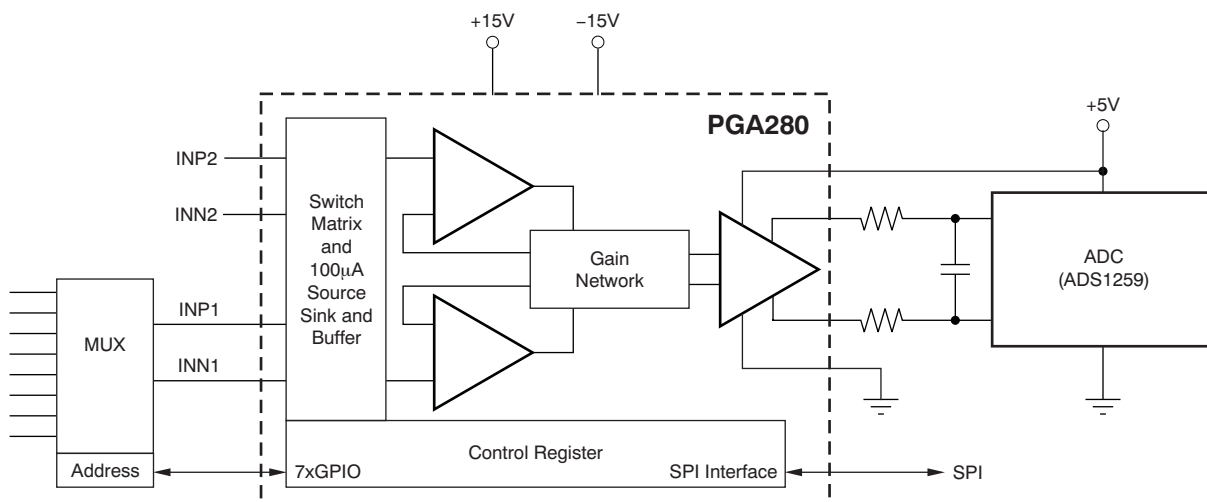 +15V
−15V
PGA280
+5V
INP2
INN2
INP1
INN1
MUX
Address
Switch
Matrix
and
100μA
Source
Sink and
Buffer
Gain
Network
ADC
(ADS1259)
Control Register
7xGPIO
SPI Interface
SPI